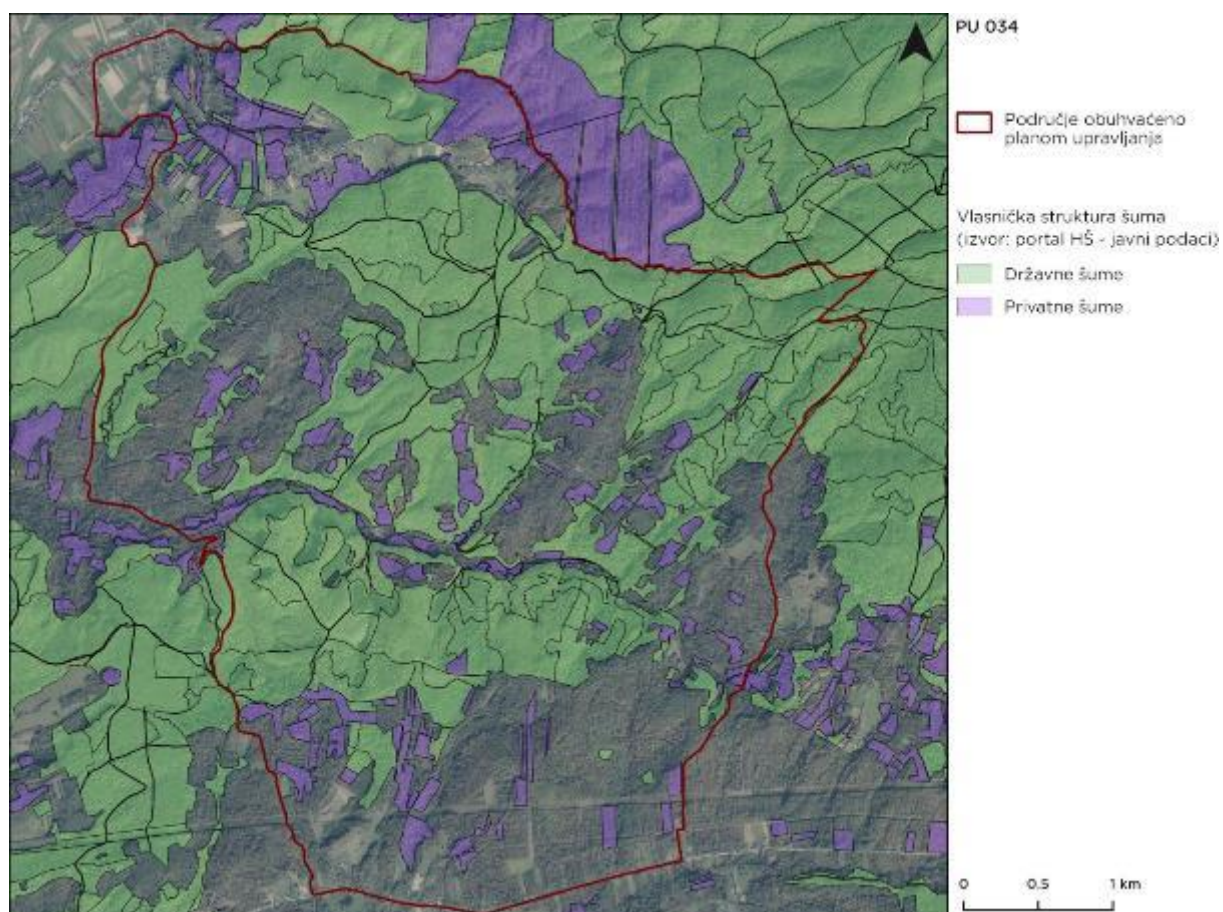 PU 034
Područje obuhvaćeno
planom upravljanja
Vlasnička struktura šuma
(izvor: portal HŠ - javni podaci)
Državne šume
Privatne šume
0 0,5 1 km